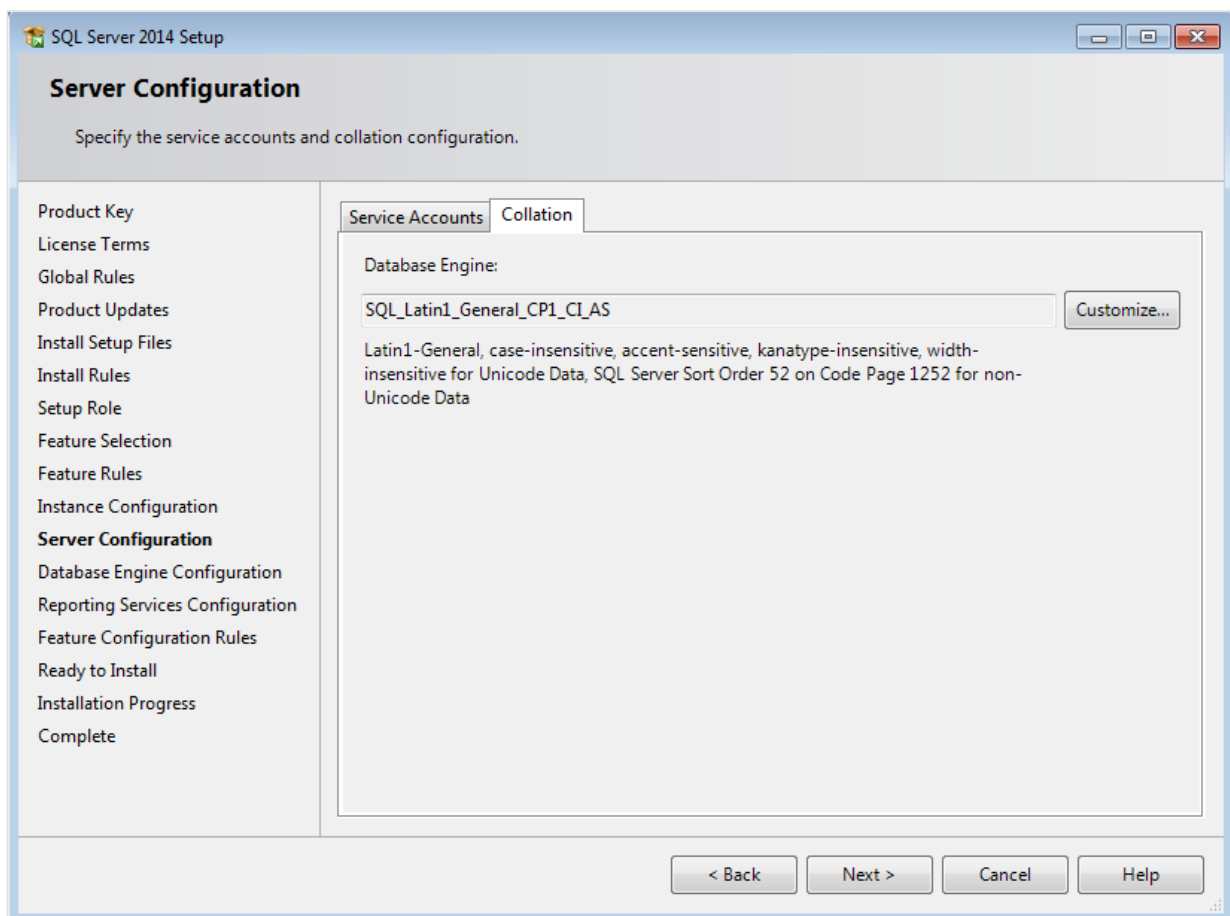 SQL Server 2014 Setup
Server Configuration
Specify the service accounts and collation configuration.
Product Key
License Terms
Global Rules
Product Updates
Install Setup Files
Install Rules
Setup Role
Feature Selection
Feature Rules
Instance Configuration
Server Configuration
Database Engine Configuration
Reporting Services Configuration
Feature Configuration Rules
Ready to Install
Installation Progress
Complete
Service Accounts
Collation
Database Engine:
SQL_Latin1_General_CP1_CI_AS
Customize...
Latin1-General, case-insensitive, accent-sensitive, kanatype-insensitive, width-
insensitive for Unicode Data, SQL Server Sort Order 52 on Code Page 1252 for non-
Unicode Data
< Back
Next >
Cancel
Help